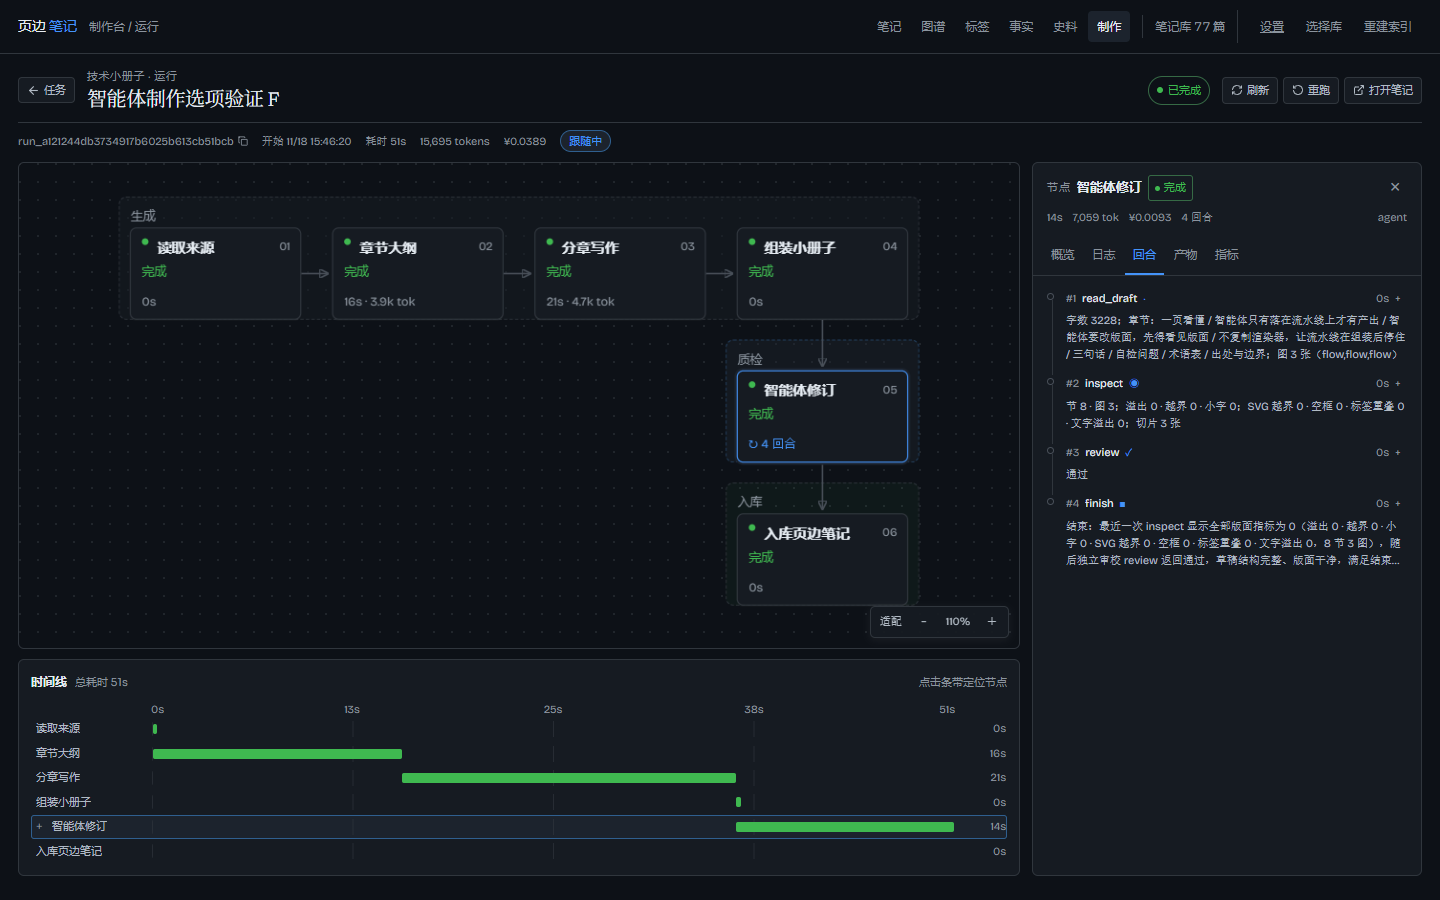 页边 笔记 制作台 / 运行 笔记 图谱 标签 事实 史料 制作 笔记库 77 篇 设置 选择库 重建索引
← 任务
技术小册子 · 运行
智能体制作选项验证 F
已完成 刷新 重跑 打开笔记
run_a121244db3734917b6025b613cb51bcb 开始 11/18 15:46:20 耗时 51s 15,695 tokens ¥0.0389 跟随中
生成
读取来源 01
完成
0s
章节大纲 02
完成
16s · 3.9k tok
分章写作 03
完成
21s · 4.7k tok
组装小册子 04
完成
0s
质检
智能体修订 05
完成
↻ 4 回合
入库
入库页边笔记 06
完成
0s
适配 - 110% +
节点 智能体修订 完成 ×
14s 7,059 tok ¥0.0093 4 回合 agent
概览 日志 回合 产物 指标
#1 read_draft · 0s +
字数 3228；章节：一页看懂 / 智能体只有落在流水线上才有产出 / 智
能体要改版面，先得看见版面 / 不复制渲染器，让流水线在组装后停住
/ 三句话 / 自检问题 / 术语表 / 出处与边界；图 3 张（flow,flow,flow）
#2 inspect 0s +
节 8 · 图 3；溢出 0 · 越界 0 · 小字 0；SVG 越界 0 · 空框 0 · 标签重叠 0
· 文字溢出 0；切片 3 张
#3 review ✓ 0s +
通过
#4 finish 0s +
结束：最近一次 inspect 显示全部版面指标为 0（溢出 0 · 越界 0 · 小
字 0 · SVG 越界 0 · 空框 0 · 标签重叠 0 · 文字溢出 0，8 节 3 图），随
后独立审校 review 返回通过，草稿结构完整、版面干净，满足结束...
时间线 总耗时 51s 点击条带定位节点
0s 13s 25s 38s 51s
读取来源 0s
章节大纲 16s
分章写作 21s
组装小册子 0s
+ 智能体修订 14s
入库页边笔记 0s